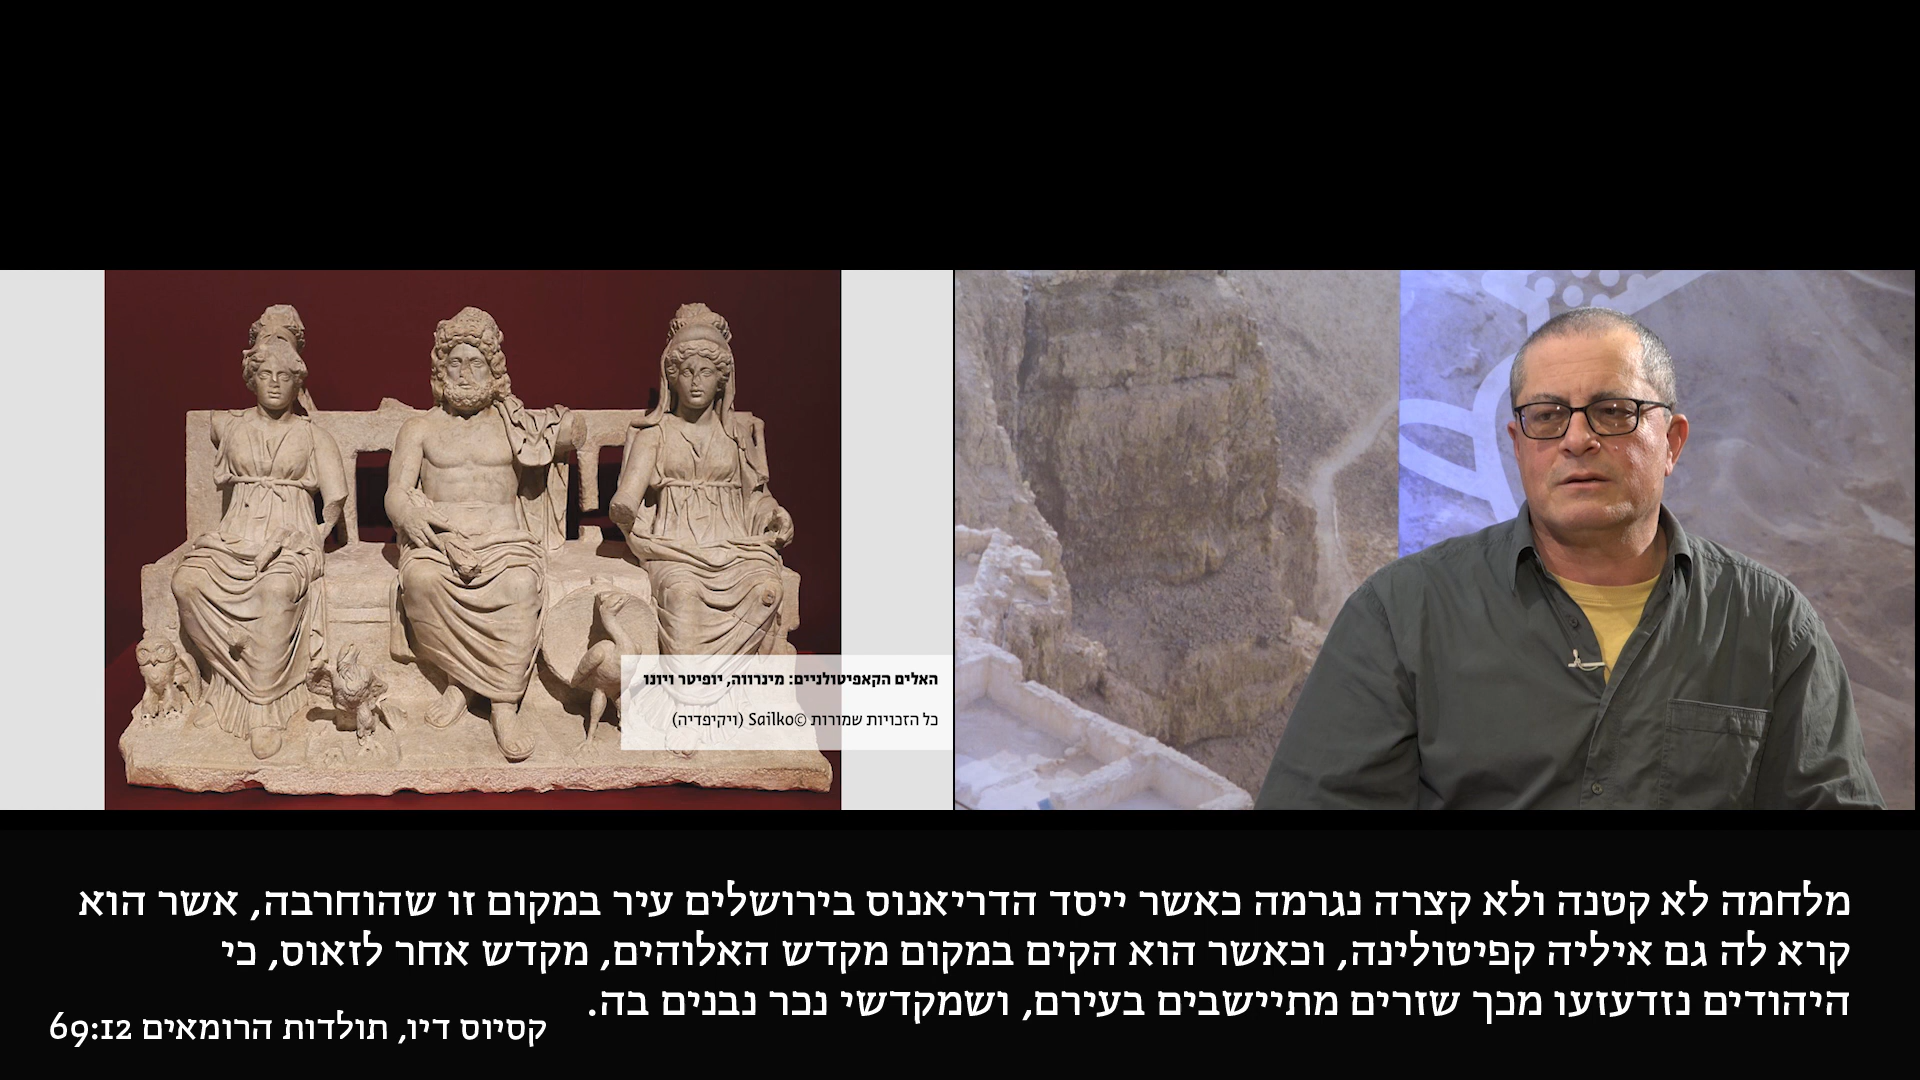 האלים הקאפיטולניים: מינרווה, יופיטר ויונו
כל הזכויות שמורות ©Sailko (ויקיפדיה)
מלחמה לא קטנה ולא קצרה נגרמה כאשר ייסד הדריאנוס בירושלים עיר במקום זו שהוחרבה, אשר הוא
קרא לה גם איליה קפיטולינה, וכאשר הוא הקים במקום מקדש האלוהים, מקדש אחר לזאוס, כי
היהודים נזדעזעו מכך שזרים מתיישבים בעירם, ושמקדשי נכר נבנים בה.
קסיוס דיו, תולדות הרומאים 69:12